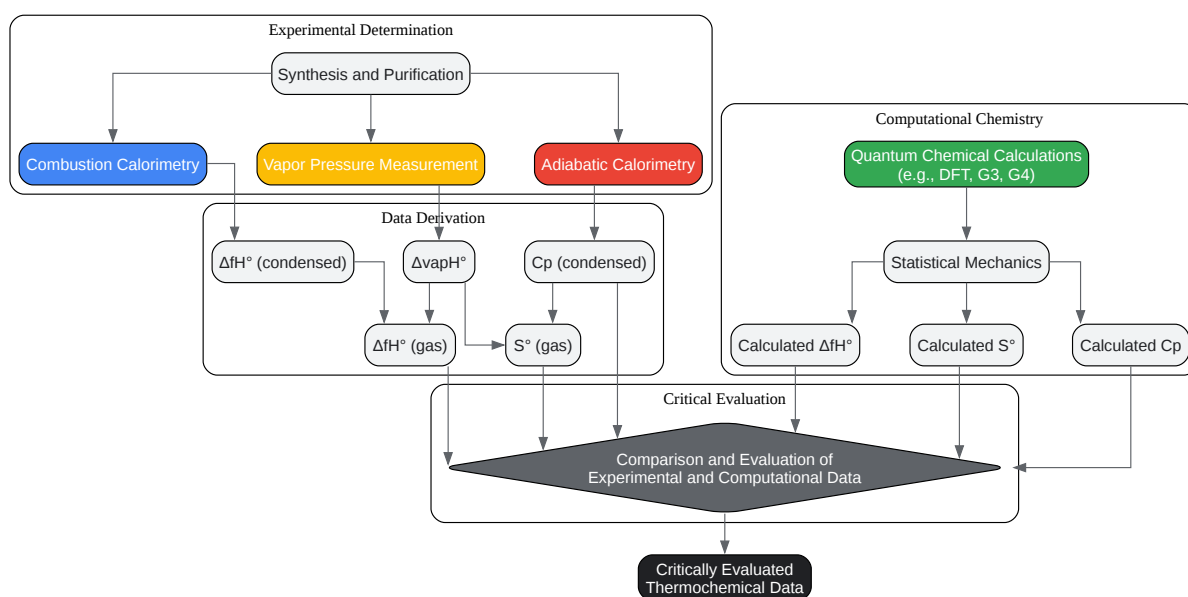 Experimental Determination
Synthesis and Purification
Combustion Calorimetry
Vapor Pressure Measurement
Adiabatic Calorimetry
Computational Chemistry
Quantum Chemical Calculations
(e.g., DFT, G3, G4)
Data Derivation
ΔfH° (condensed)
ΔvapH°
Cp (condensed)
Statistical Mechanics
ΔfH° (gas)
S° (gas)
Calculated ΔfH°
Calculated S°
Calculated Cp
Critical Evaluation
Comparison and Evaluation of
Experimental and Computational Data
Critically Evaluated
Thermochemical Data